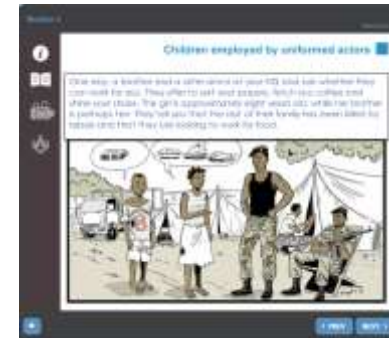 Children employed by uniformed actors
One day, a brother and a sister arrive at your HQ and ask whether they
can work for you. They offer to sell your papers, fetch you coffee and
shine your shoes. The girl is approximately eight years old, while her brother
is perhaps ten. They tell you that the rest of their family has been killed by
rebels and that they are looking to work for food.
PREV
NEXT